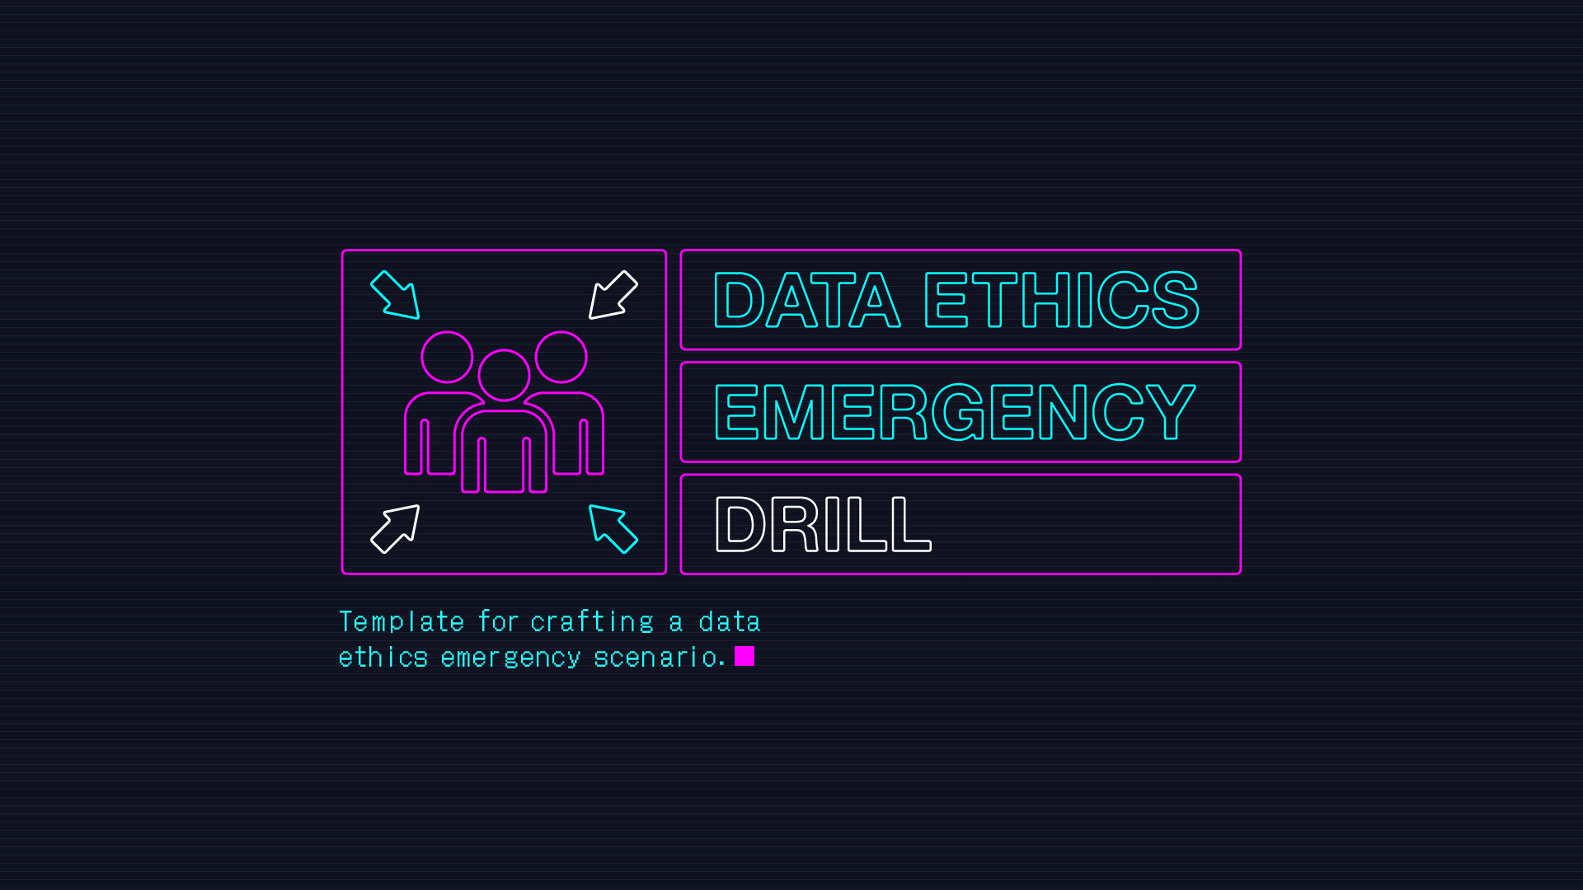 DATA ETHICS
EMERGENCY
DRILL
Template for crafting a data
ethics emergency scenario.